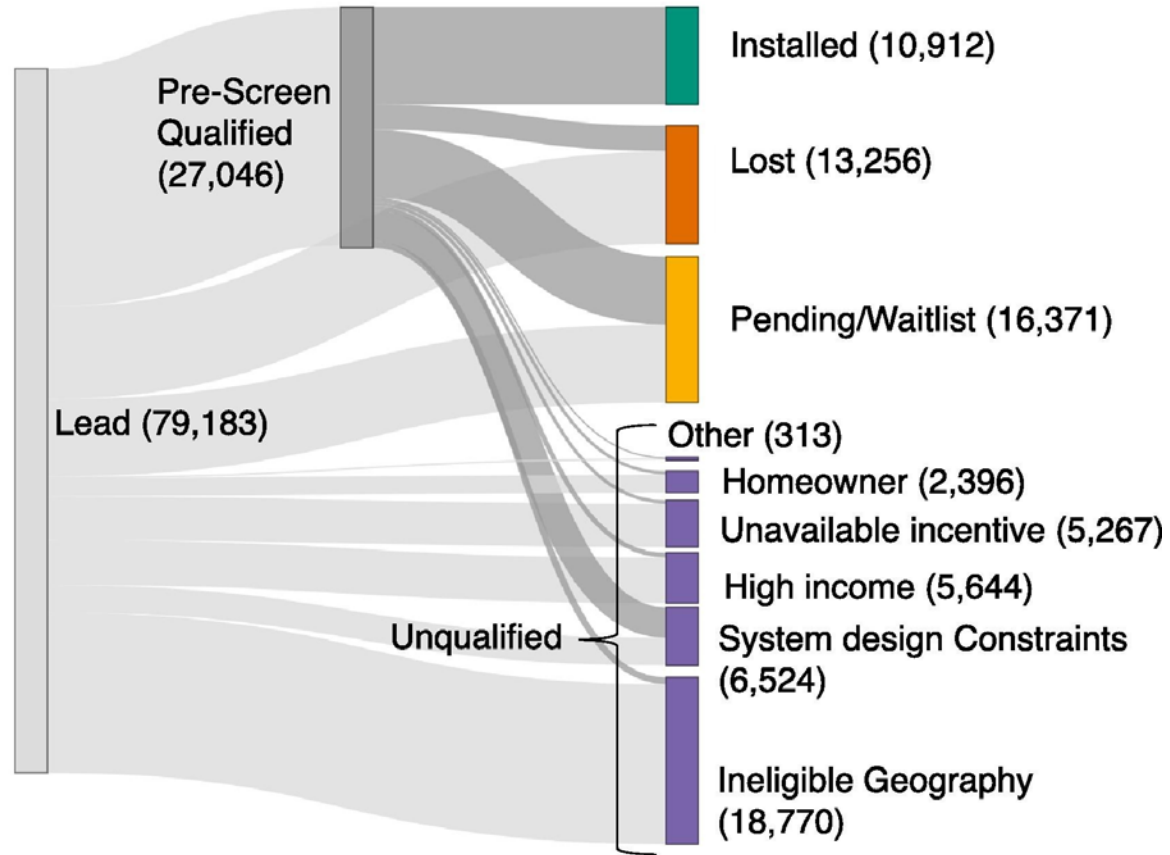 Pre-Screen
Qualified
(27,046)
Lead (79,183)
Installed (10,912)
Lost (13,256)
Pending/Waitlist (16,371)
Unqualified
Other (313)
Homeowner (2,396)
Unavailable incentive (5,267)
High income (5,644)
System design Constraints
(6,524)
Ineligible Geography
(18,770)